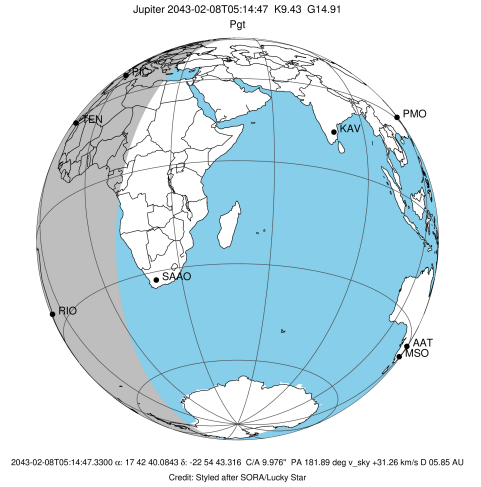 Jupiter 2043-02-08T05:14:47 K9.43 G14.91
Pgt
PIC
TEN
PMO
KAV
SAAO
RIO
AAT
MSO
2043-02-08T05:14:47.3300 α: 17 42 40.0843 δ: -22 54 43.316 C/A 9.976" PA 181.89 deg v_sky +31.26 km/s D 05.85 AU
Credit: Styled after SORA/Lucky Star